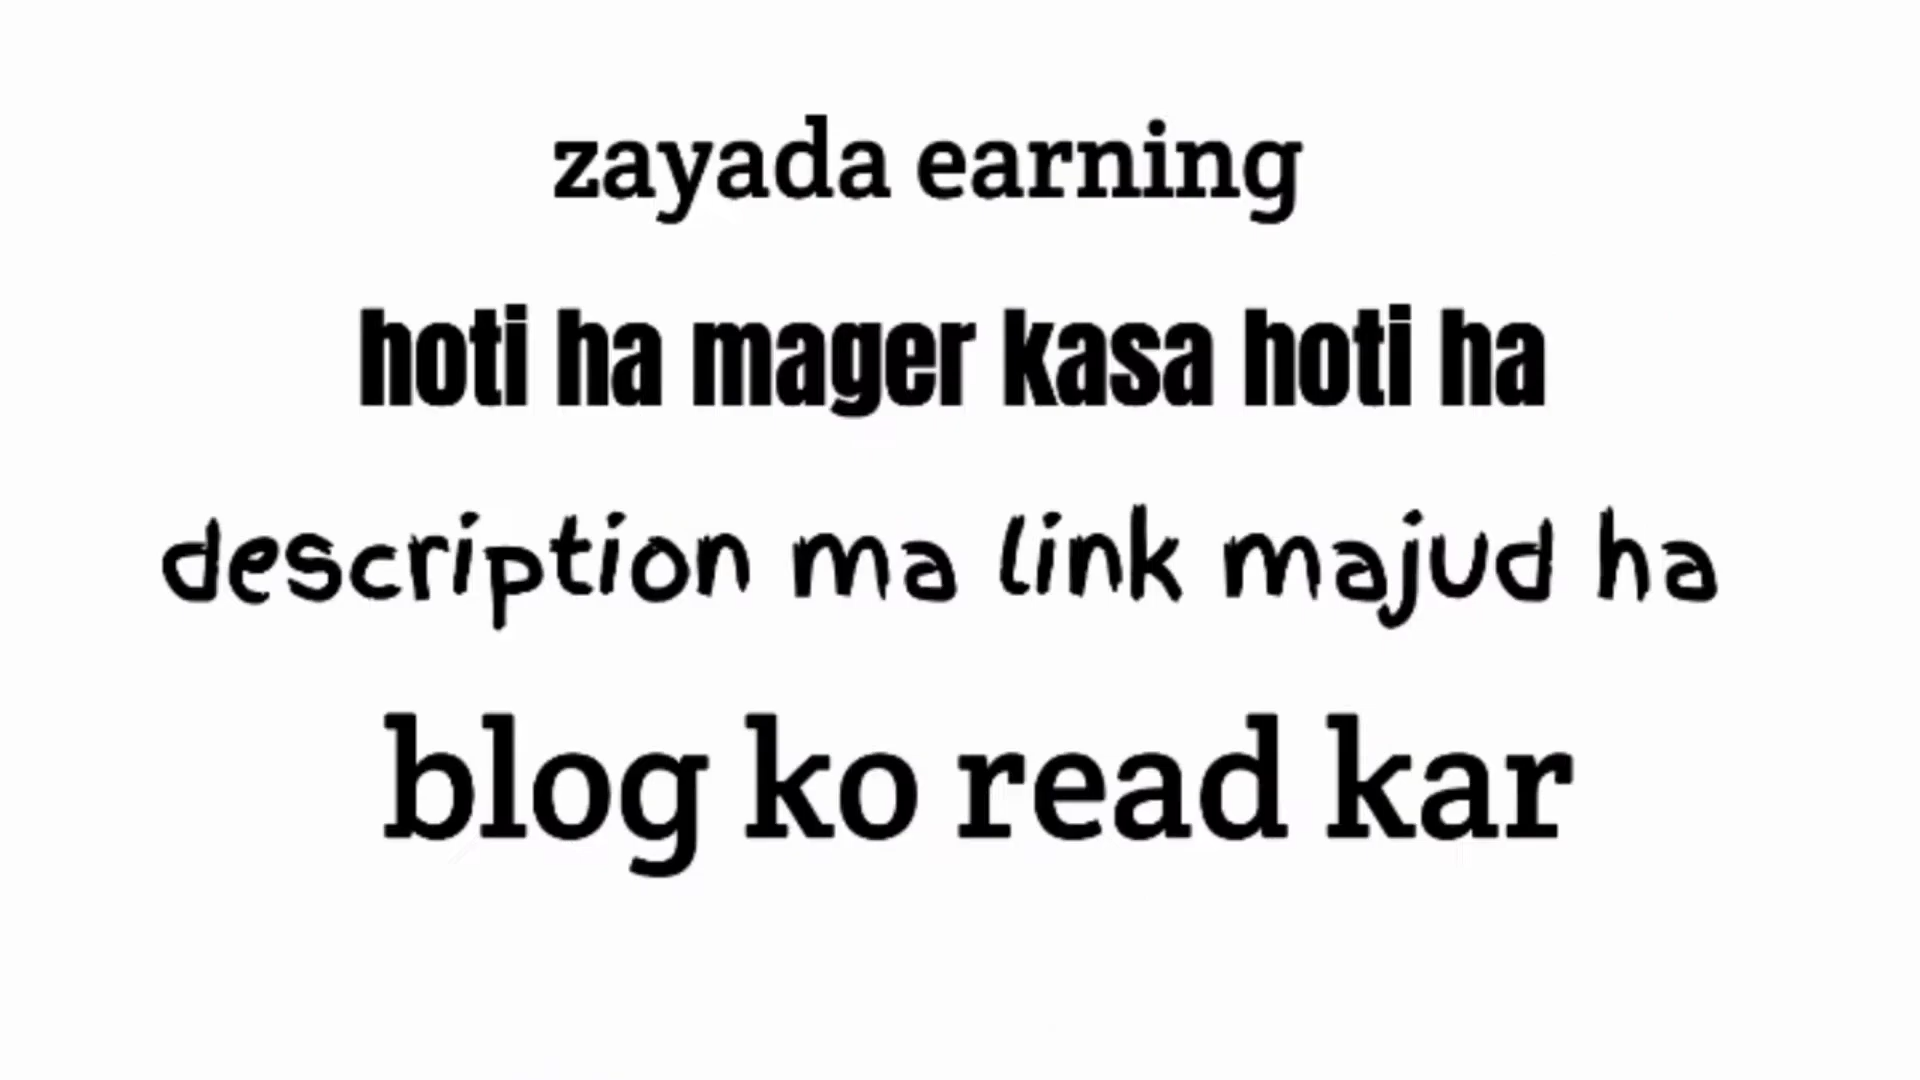 zayada earning
hoti ha mager kasa hoti ha
description ma link majud ha
blog ko read kar